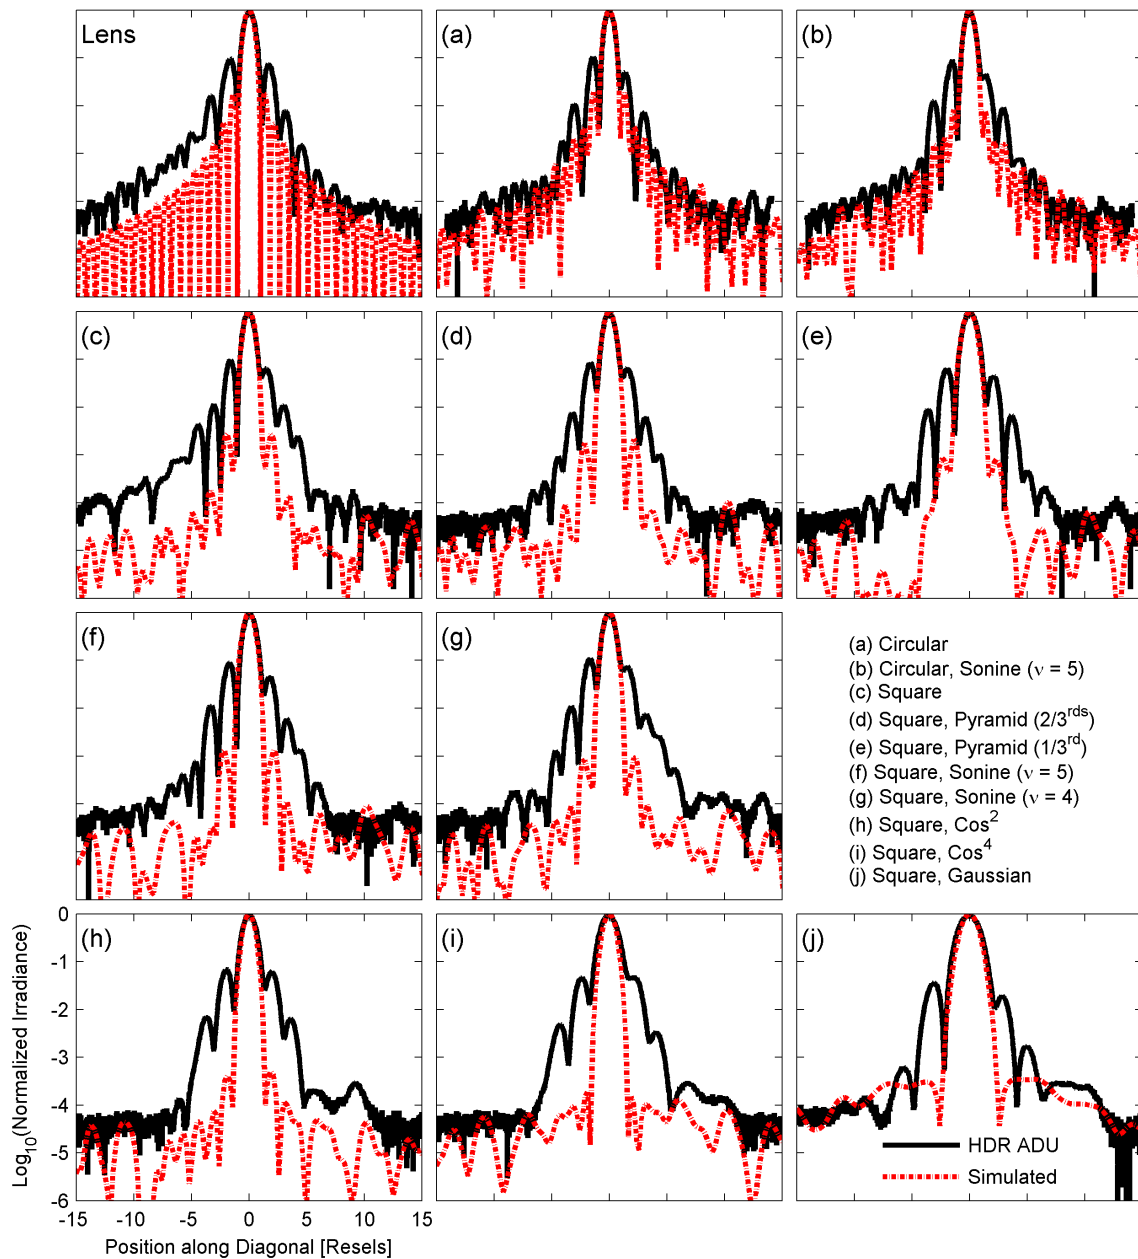 Lens
(a)
(b)
(c)
(d)
(e)
(f)
(g)
(a) Circular
(b) Circular, Sonine (ν = 5)
(c) Square
(d) Square, Pyramid (2/3rds)
(e) Square, Pyramid (1/3rd)
(f) Square, Sonine (ν = 5)
(g) Square, Sonine (ν = 4)
(h) Square, Cos2
(i) Square, Cos4
(j) Square, Gaussian
(h)
(i)
(j)
0
-1
-2
-3
-4
-5
-6
Log10(Normalized Irradiance)
-15 -10 -5 0 5 10 15
Position along Diagonal [Resels]
HDR ADU
Simulated